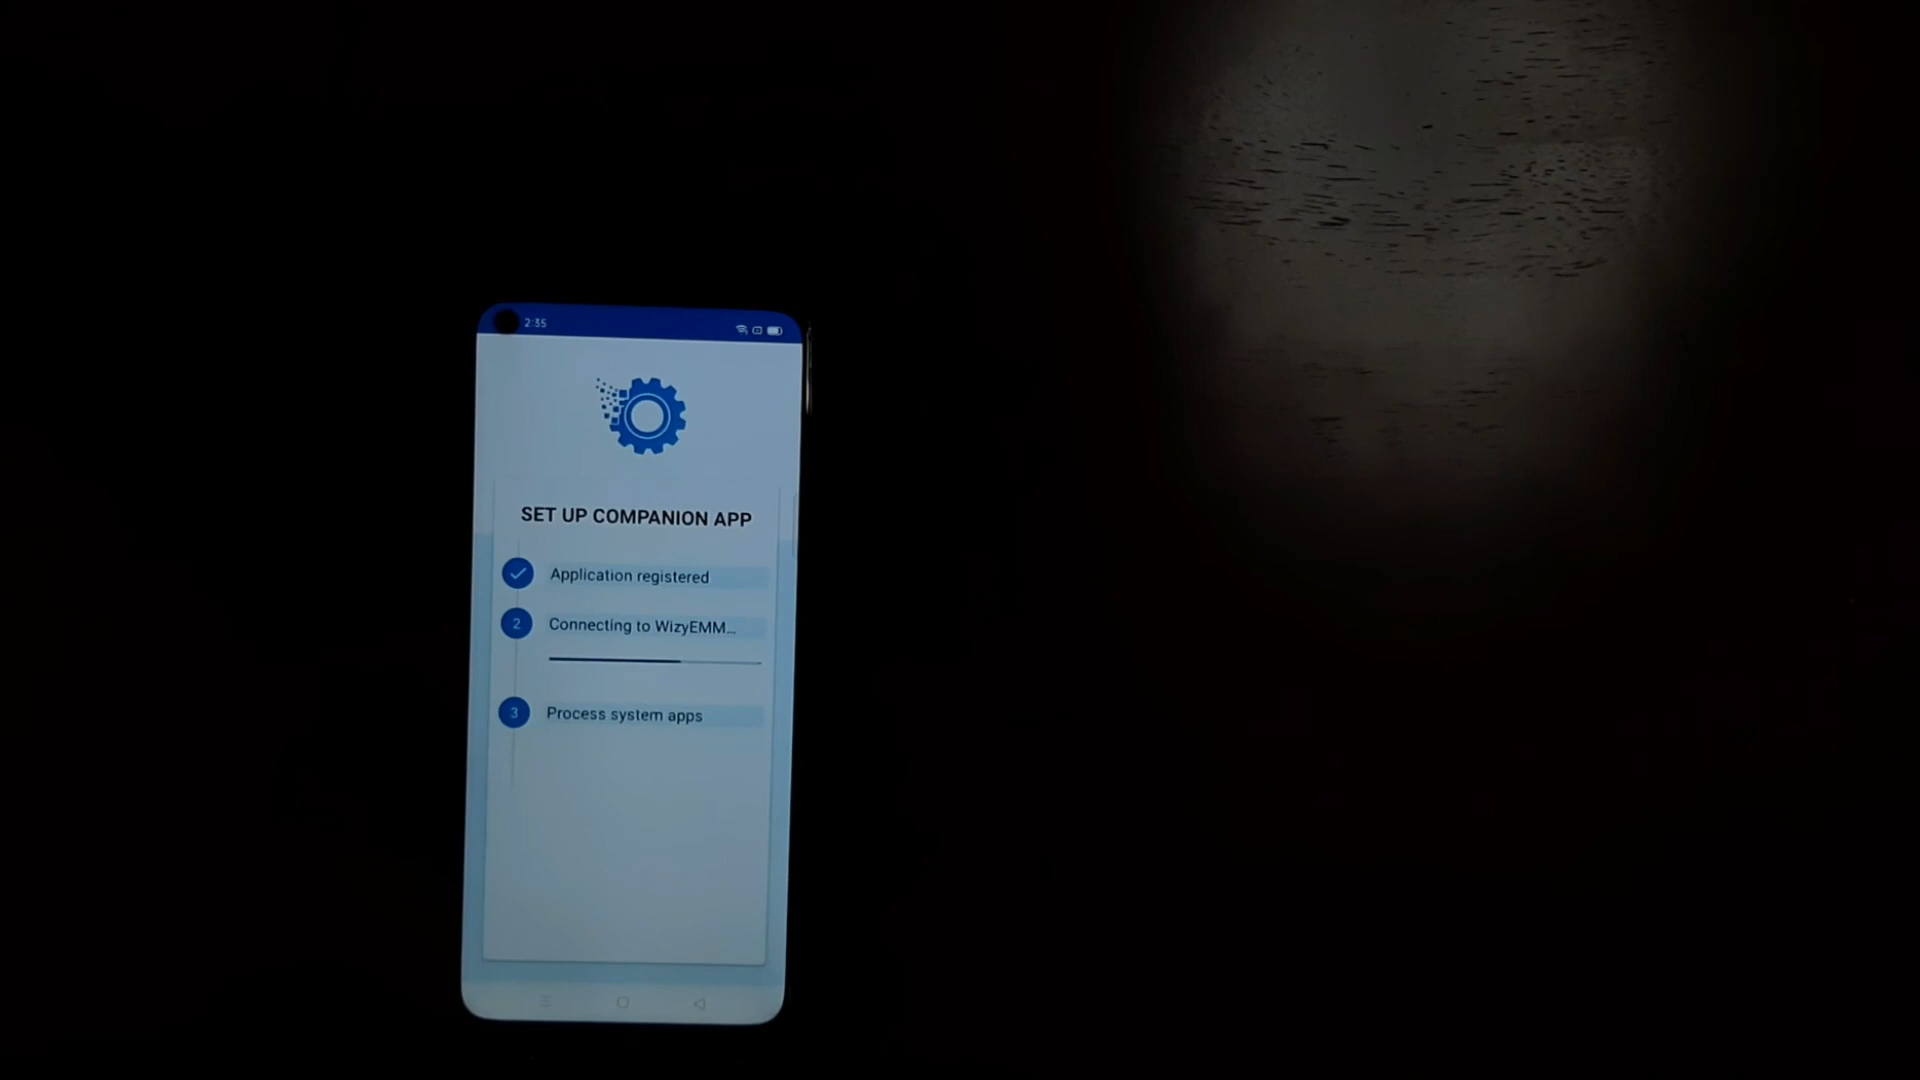 2:35
SET UP COMPANION APP
Application registered
2
Connecting to WizyEMM...
3
Process system apps